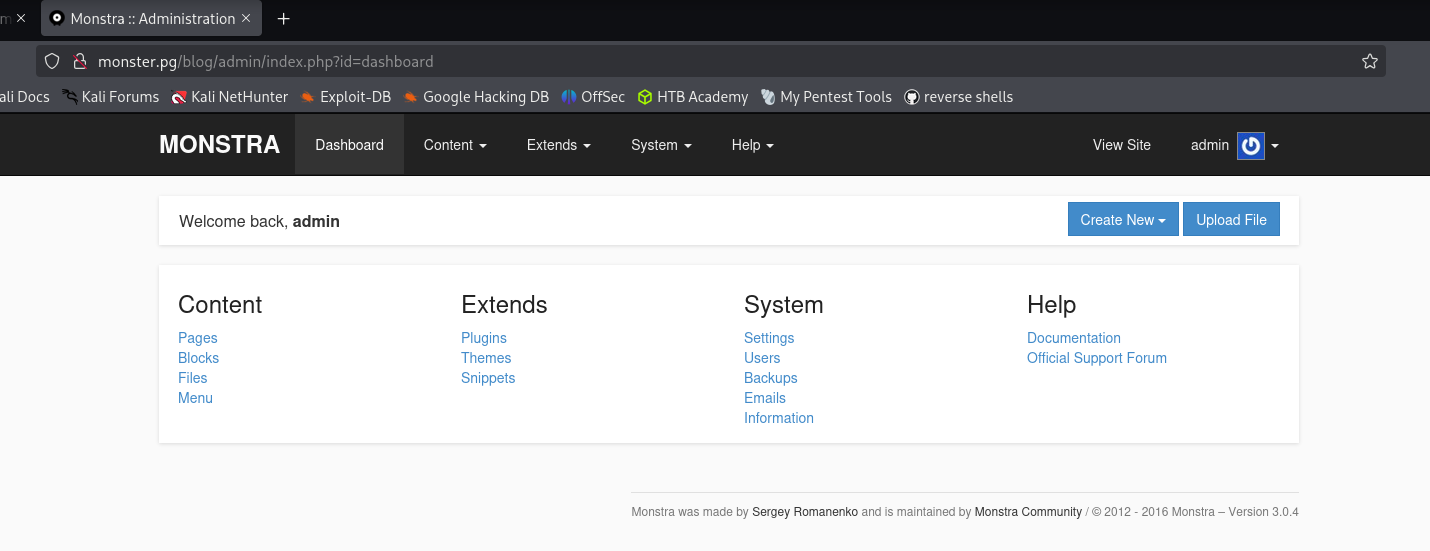 m
Monstra :: Administration
monster.pg/blog/admin/index.php?id=dashboard
ali Docs Kali Forums Kali NetHunter Exploit-DB Google Hacking DB OffSec HTB Academy My Pentest Tools reverse shells
MONSTRA Dashboard Content Extends System Help View Site admin
Welcome back, admin Create New Upload File
Content
Pages
Blocks
Files
Menu
Extends
Plugins
Themes
Snippets
System
Settings
Users
Backups
Emails
Information
Help
Documentation
Official Support Forum
Monstra was made by Sergey Romanenko and is maintained by Monstra Community / © 2012 - 2016 Monstra – Version 3.0.4